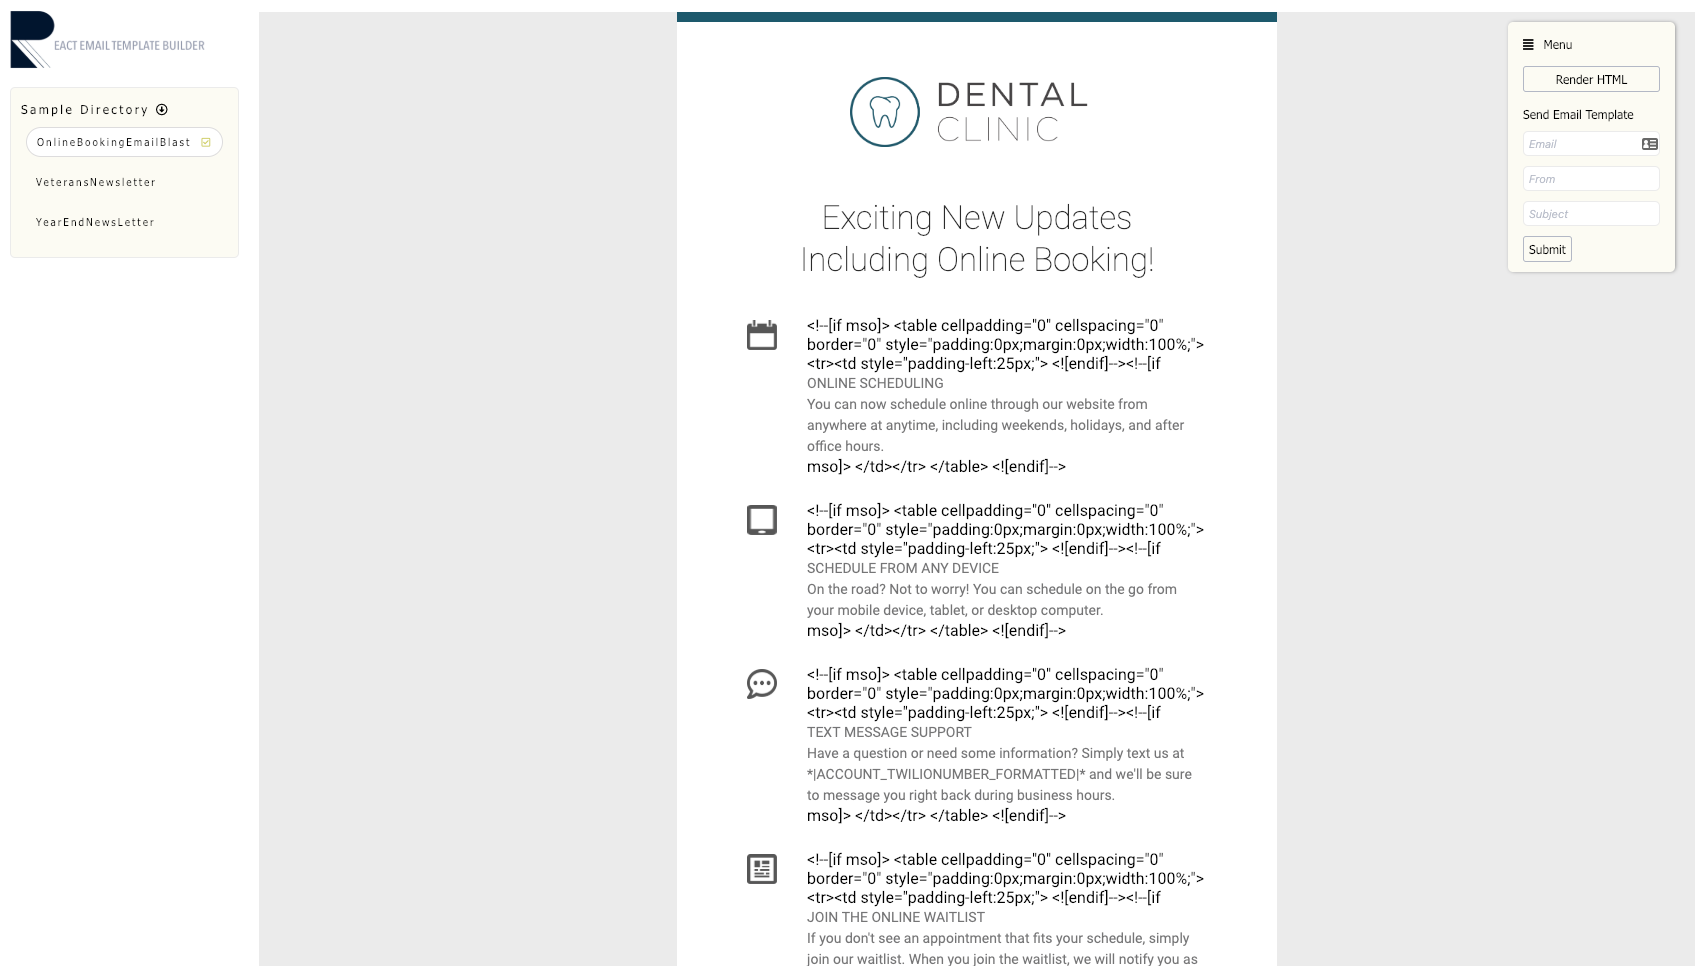 EACT EMAIL TEMPLATE BUILDER
Sample Directory
OnlineBookingEmailBlast
VeteransNewsletter
YearEndNewsLetter
DENTAL
CLINIC
Exciting New Updates
Including Online Booking!
<!--[if mso]> <table cellpadding="0" cellspacing="0"
border="0" style="padding:0px;margin:0px;width:100%;">
<tr><td style="padding-left:25px;"> <![endif]--><!--[if
ONLINE SCHEDULING
You can now schedule online through our website from
anywhere at anytime, including weekends, holidays, and after
office hours.
mso]> </td></tr> </table> <![endif]-->
<!--[if mso]> <table cellpadding="0" cellspacing="0"
border="0" style="padding:0px;margin:0px;width:100%;">
<tr><td style="padding-left:25px;"> <![endif]--><!--[if
SCHEDULE FROM ANY DEVICE
On the road? Not to worry! You can schedule on the go from
your mobile device, tablet, or desktop computer.
mso]> </td></tr> </table> <![endif]-->
<!--[if mso]> <table cellpadding="0" cellspacing="0"
border="0" style="padding:0px;margin:0px;width:100%;">
<tr><td style="padding-left:25px;"> <![endif]--><!--[if
TEXT MESSAGE SUPPORT
Have a question or need some information? Simply text us at
*|ACCOUNT_TWILIONUMBER_FORMATTED|* and we'll be sure
to message you right back during business hours.
mso]> </td></tr> </table> <![endif]-->
<!--[if mso]> <table cellpadding="0" cellspacing="0"
border="0" style="padding:0px;margin:0px;width:100%;">
<tr><td style="padding-left:25px;"> <![endif]--><!--[if
JOIN THE ONLINE WAITLIST
If you don't see an appointment that fits your schedule, simply
join our waitlist. When you join the waitlist, we will notify you as
Menu
Render HTML
Send Email Template
Email
From
Subject
Submit